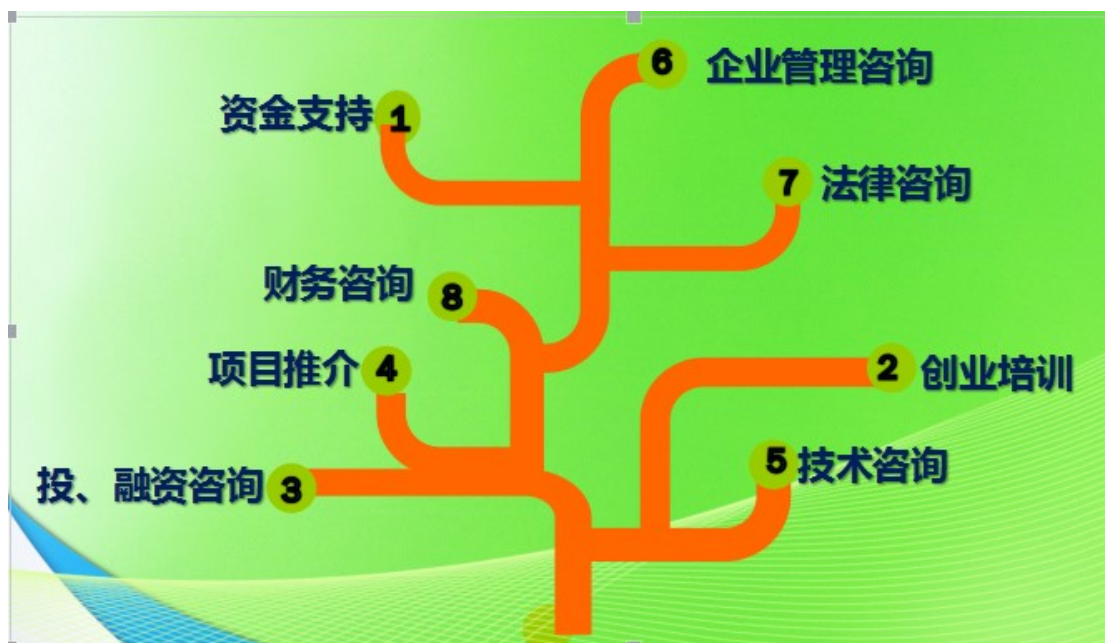 6 企业管理咨询
资金支持 1
7 法律咨询
财务咨询 8
项目推介 4
2 创业培训
5 技术咨询
投、融资咨询 3